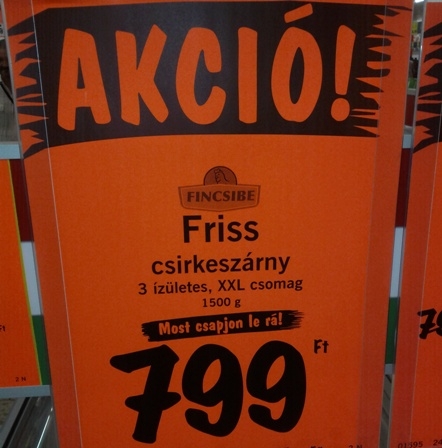 AKCIÓ!
FINCSIBE
Friss
csirkeszárny
3 ízületes, XXL csomag
1500 g
Most csapjon le rá!
799 Ft